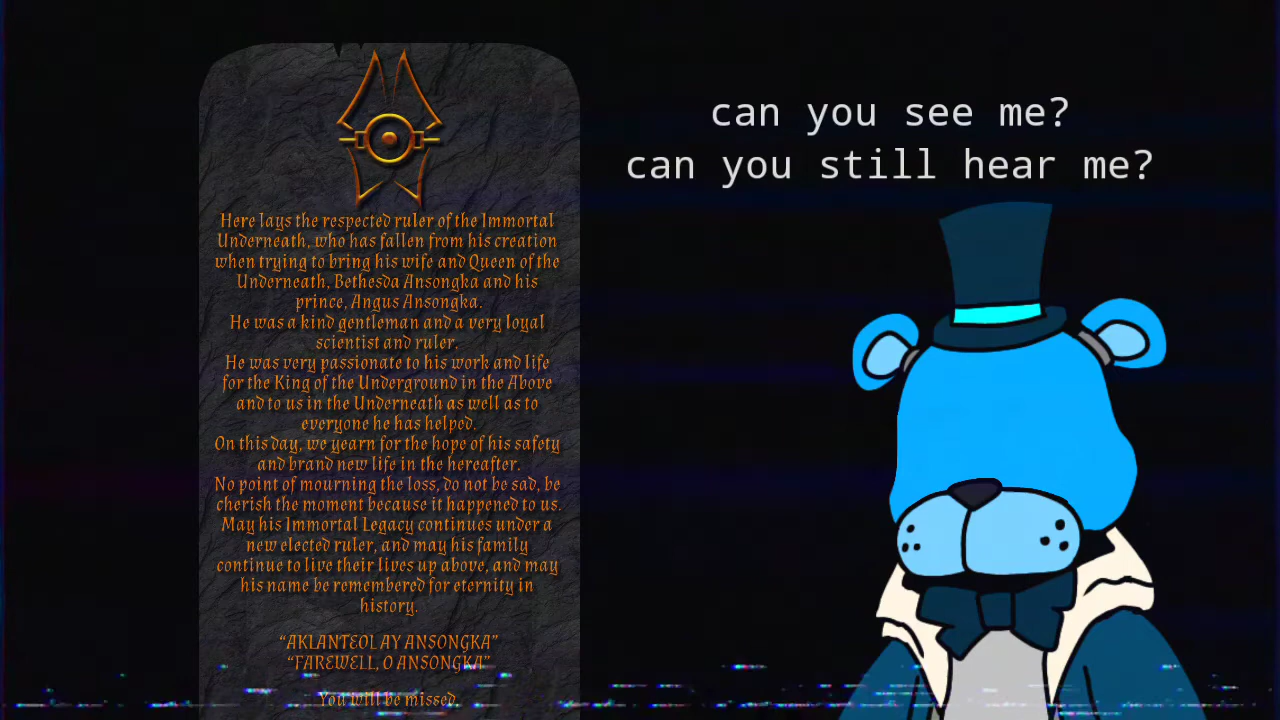 Here lays the respected ruler of the Immortal
Underneath, who has fallen from his creation
when trying to bring his wife and Queen of the
Underneath, Bethesda Ansongka and his
prince, Angus Ansongka.
He was a kind gentleman and a very loyal
scientist and ruler.
He was very passionate to his work and life
for the King of the Underground in the Above
and to us in the Underneath as well as to
everyone he has helped.
On this day, we yearn for the hope of his safety
and brand new life in the hereafter.
No point of mourning the loss, do not be sad, be
cherish the moment because it happened to us.
May his Immortal Legacy continues under a
new elected ruler, and may his family
continue to live their lives up above, and may
his name be remembered for eternity in
history.
“AKLANTEOL AY ANSONGKA”
“FAREWELL, O ANSONGKA”
You will be missed.
can you see me?
can you still hear me?